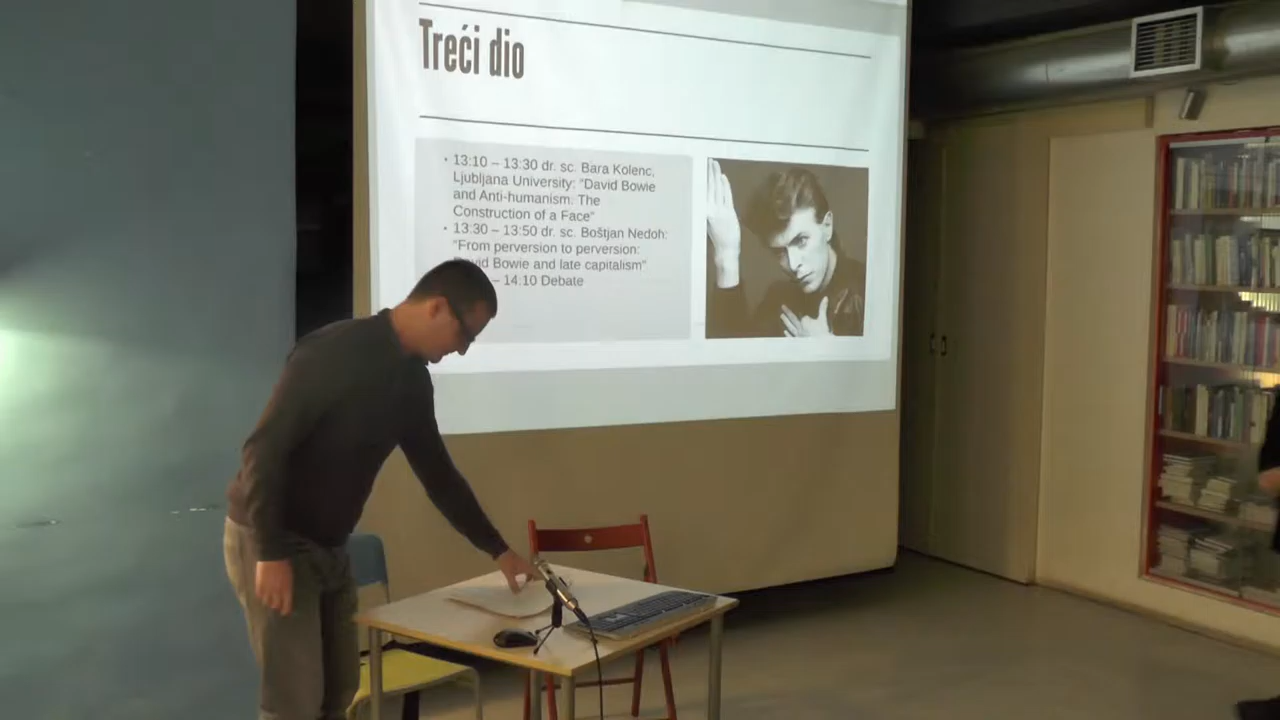 Treći dio
• 13:10 – 13:30 dr. sc. Bara Kolenc,
Ljubljana University: "David Bowie
and Anti-humanism. The
Construction of a Face"
• 13:30 – 13:50 dr. sc. Boštjan Nedoh:
"From perversion to perversion:
David Bowie and late capitalism"
– 14.10 Debate